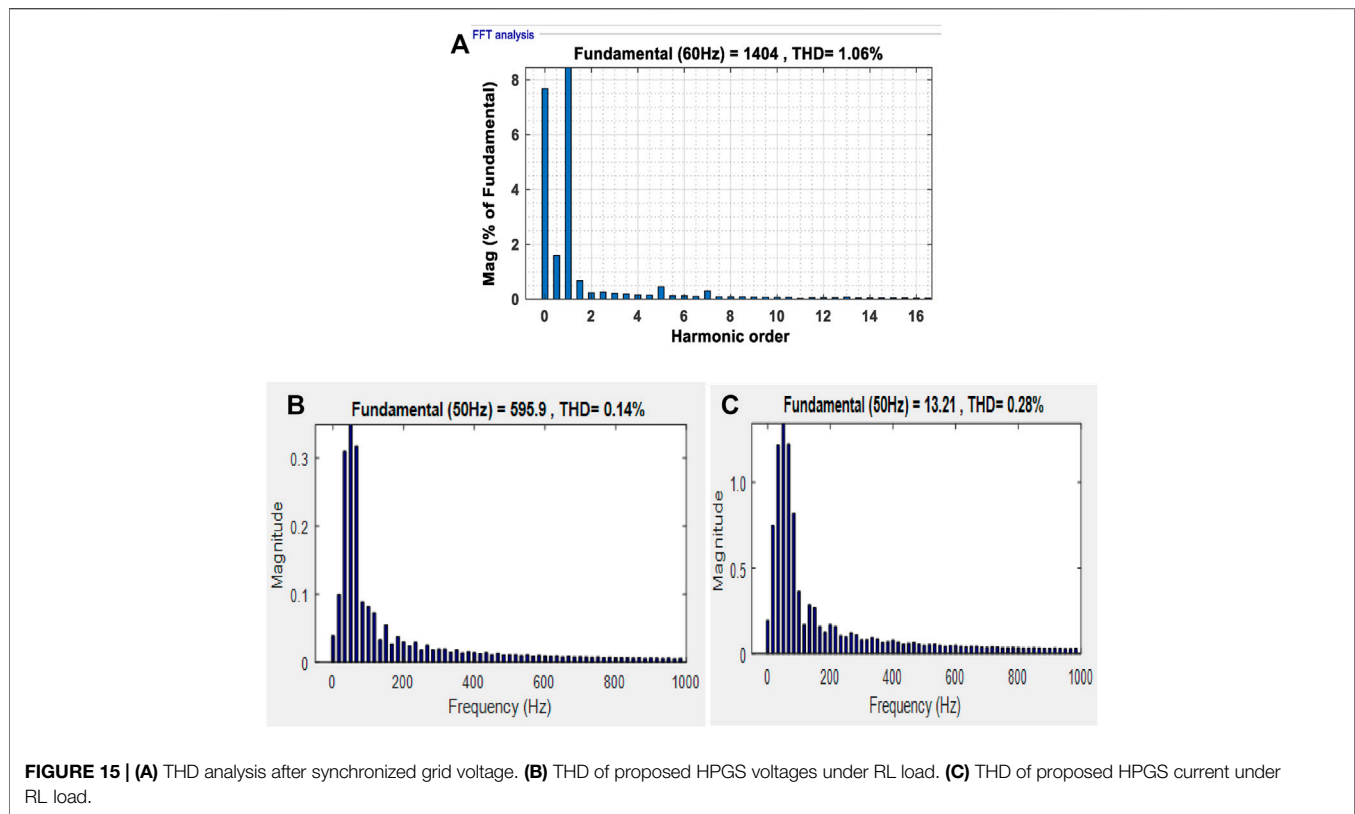 A
FFT analysis
Fundamental (60Hz) = 1404 , THD= 1.06%
Mag (% of Fundamental)
8
6
4
2
0
0 2 4 6 8 10 12 14 16
Harmonic order
B
Fundamental (50Hz) = 595.9 , THD= 0.14%
Magnitude
0.3
0.2
0.1
0
0 200 400 600 800 1000
Frequency (Hz)
C
Fundamental (50Hz) = 13.21 , THD= 0.28%
Magnitude
1.0
0.5
0
0 200 400 600 800 1000
Frequency (Hz)
FIGURE 15 | (A) THD analysis after synchronized grid voltage. (B) THD of proposed HPGS voltages under RL load. (C) THD of proposed HPGS current under
RL load.